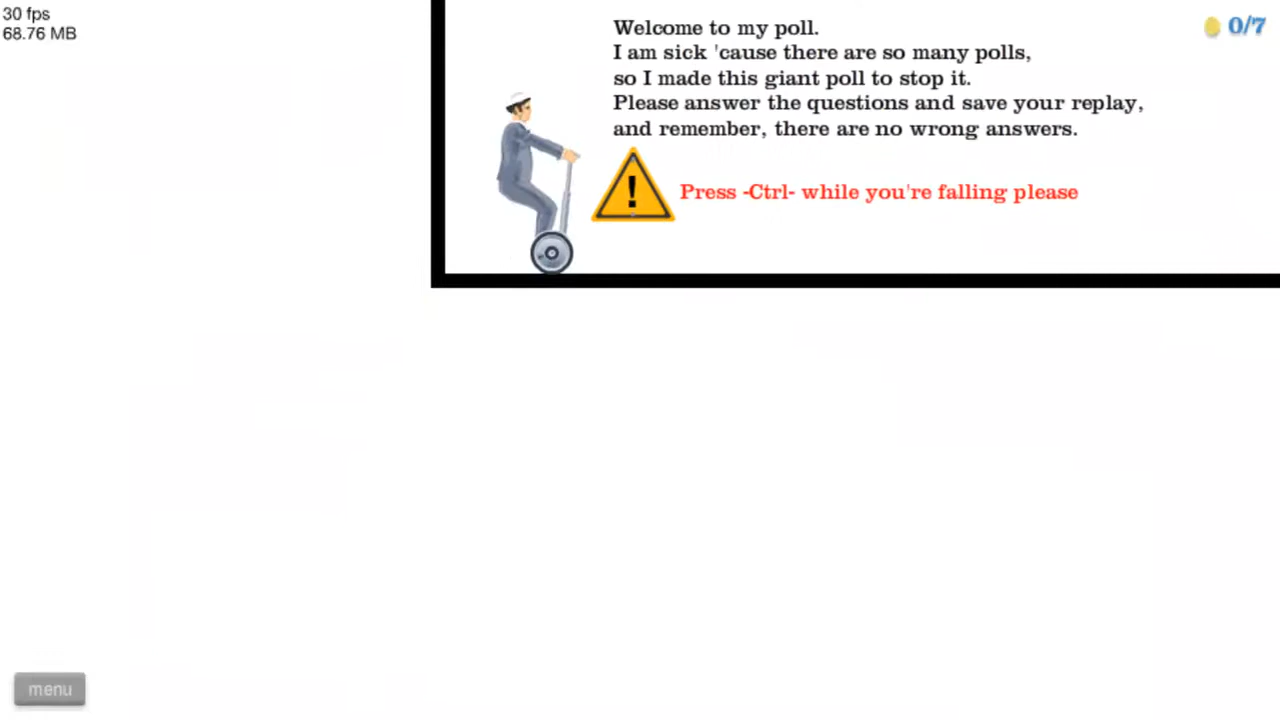 30 fps
68.76 MB
Welcome to my poll.
I am sick 'cause there are so many polls,
so I made this giant poll to stop it.
Please answer the questions and save your replay,
and remember, there are no wrong answers.
0/7
!
Press -Ctrl- while you're falling please
menu